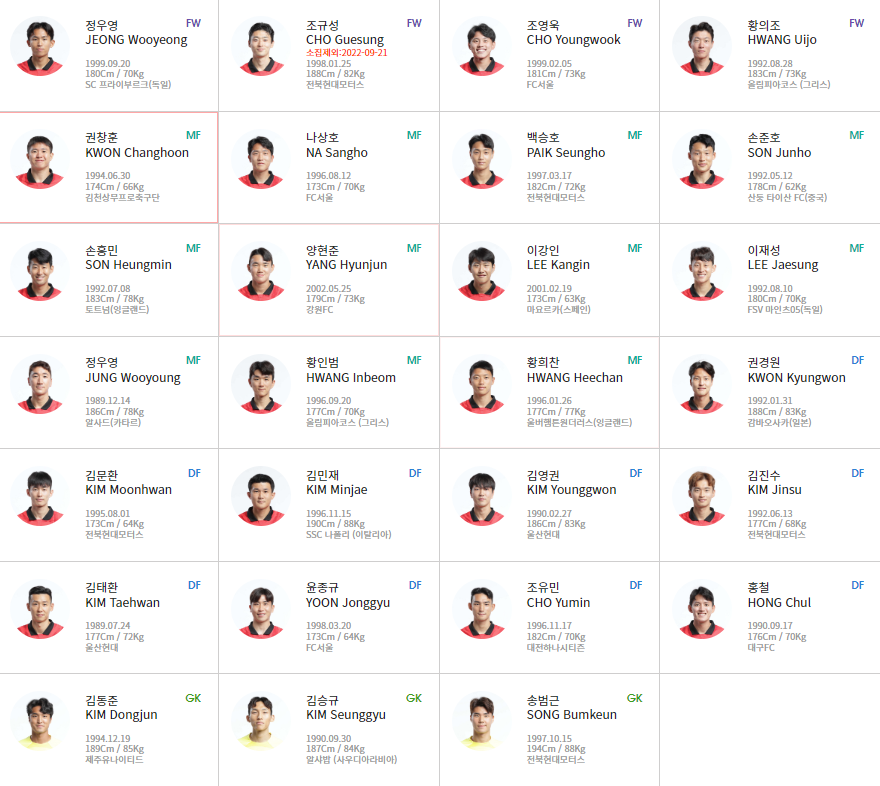 정우영 FW
JEONG Wooyeong
1999.09.20
180Cm / 70Kg
SC 프라이부르크(독일)
조규성 FW
CHO Guesung
소집제외:2022-09-21
1998.01.25
188Cm / 82Kg
전북현대모터스
조영욱 FW
CHO Youngwook
1999.02.05
181Cm / 73Kg
FC서울
황의조 FW
HWANG Uijo
1992.08.28
183Cm / 73Kg
올림피아코스 (그리스)
권창훈 MF
KWON Changhoon
1994.06.30
174Cm / 66Kg
김천상무프로축구단
나상호 MF
NA Sangho
1996.08.12
173Cm / 70Kg
FC서울
백승호 MF
PAIK Seungho
1997.03.17
182Cm / 72Kg
전북현대모터스
손준호 MF
SON Junho
1992.05.12
178Cm / 62Kg
산둥 타이산 FC(중국)
손흥민 MF
SON Heungmin
1992.07.08
183Cm / 78Kg
토트넘(잉글랜드)
양현준 MF
YANG Hyunjun
2002.05.25
179Cm / 73Kg
강원FC
이강인 MF
LEE Kangin
2001.02.19
173Cm / 63Kg
마요르카(스페인)
이재성 MF
LEE Jaesung
1992.08.10
180Cm / 70Kg
FSV 마인츠05(독일)
정우영 MF
JUNG Wooyoung
1989.12.14
186Cm / 78Kg
알사드(카타르)
황인범 MF
HWANG Inbeom
1996.09.20
177Cm / 70Kg
올림피아코스 (그리스)
황희찬 MF
HWANG Heechan
1996.01.26
177Cm / 77Kg
울버햄튼원더러스(잉글랜드)
권경원 DF
KWON Kyungwon
1992.01.31
188Cm / 83Kg
감바오사카(일본)
김문환 DF
KIM Moonhwan
1995.08.01
173Cm / 64Kg
전북현대모터스
김민재 DF
KIM Minjae
1996.11.15
190Cm / 88Kg
SSC 나폴리 (이탈리아)
김영권 DF
KIM Younggwon
1990.02.27
186Cm / 83Kg
울산현대
김진수 DF
KIM Jinsu
1992.06.13
177Cm / 68Kg
전북현대모터스
김태환 DF
KIM Taehwan
1989.07.24
177Cm / 72Kg
울산현대
윤종규 DF
YOON Jonggyu
1998.03.20
173Cm / 64Kg
FC서울
조유민 DF
CHO Yumin
1996.11.17
182Cm / 70Kg
대전하나시티즌
홍철 DF
HONG Chul
1990.09.17
176Cm / 70Kg
대구FC
김동준 GK
KIM Dongjun
1994.12.19
189Cm / 85Kg
제주유나이티드
김승규 GK
KIM Seunggyu
1990.09.30
187Cm / 84Kg
알샤밥 (사우디아라비아)
송범근 GK
SONG Bumkeun
1997.10.15
194Cm / 88Kg
전북현대모터스